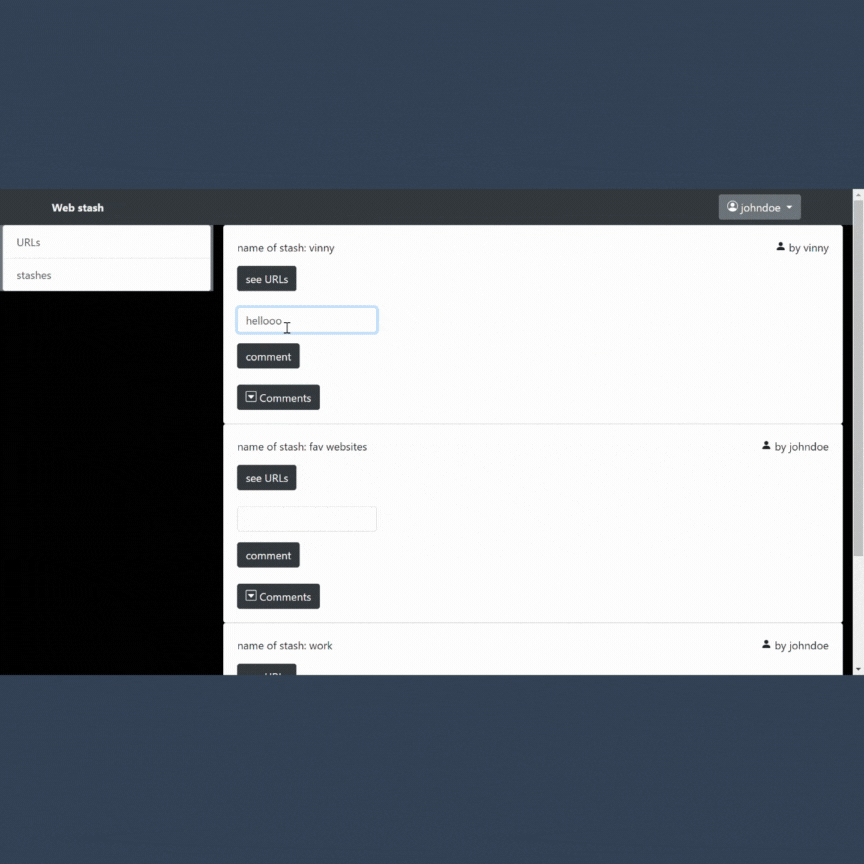 Web stash
johndoe
URLs
stashes
name of stash: vinny
by vinny
see URLs
hellooo
comment
Comments
name of stash: fav websites
by johndoe
see URLs
comment
Comments
name of stash: work
by johndoe